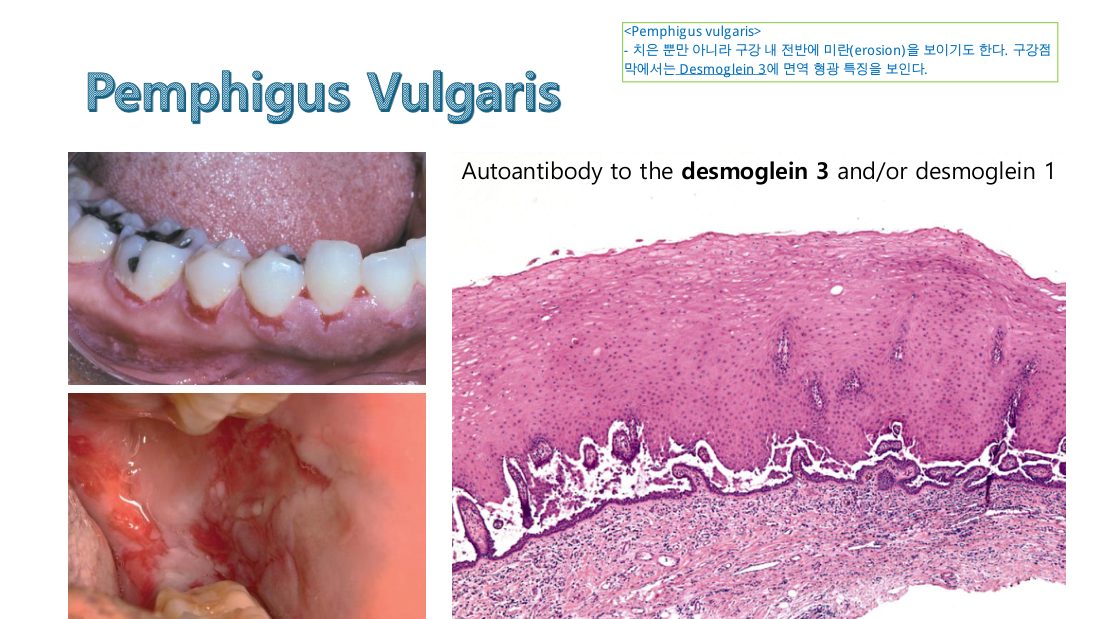 <Pemphigus vulgaris>
- 치은 뿐만 아니라 구강 내 전반에 미란(erosion)을 보이기도 한다. 구강점
막에서는 Desmoglein 3에 면역 형광 특징을 보인다.
Pemphigus Vulgaris
Autoantibody to the desmoglein 3 and/or desmoglein 1